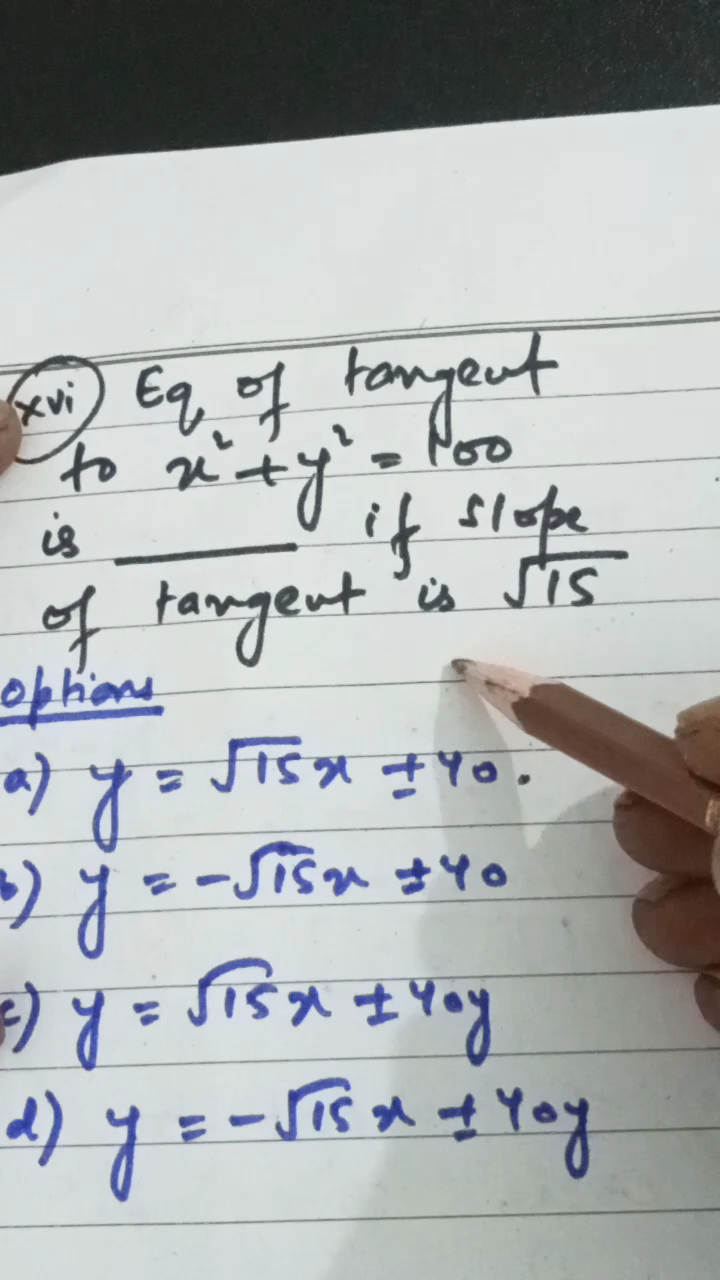 xvi Eq of tangent
to x² + y² = 100
is ______ if slope
of tangent is √15
options
a) y = √15x ± 40.
b) y = -√15x ± 40
c) y = √15x ± 40y
d) y = -√15x ± 40y